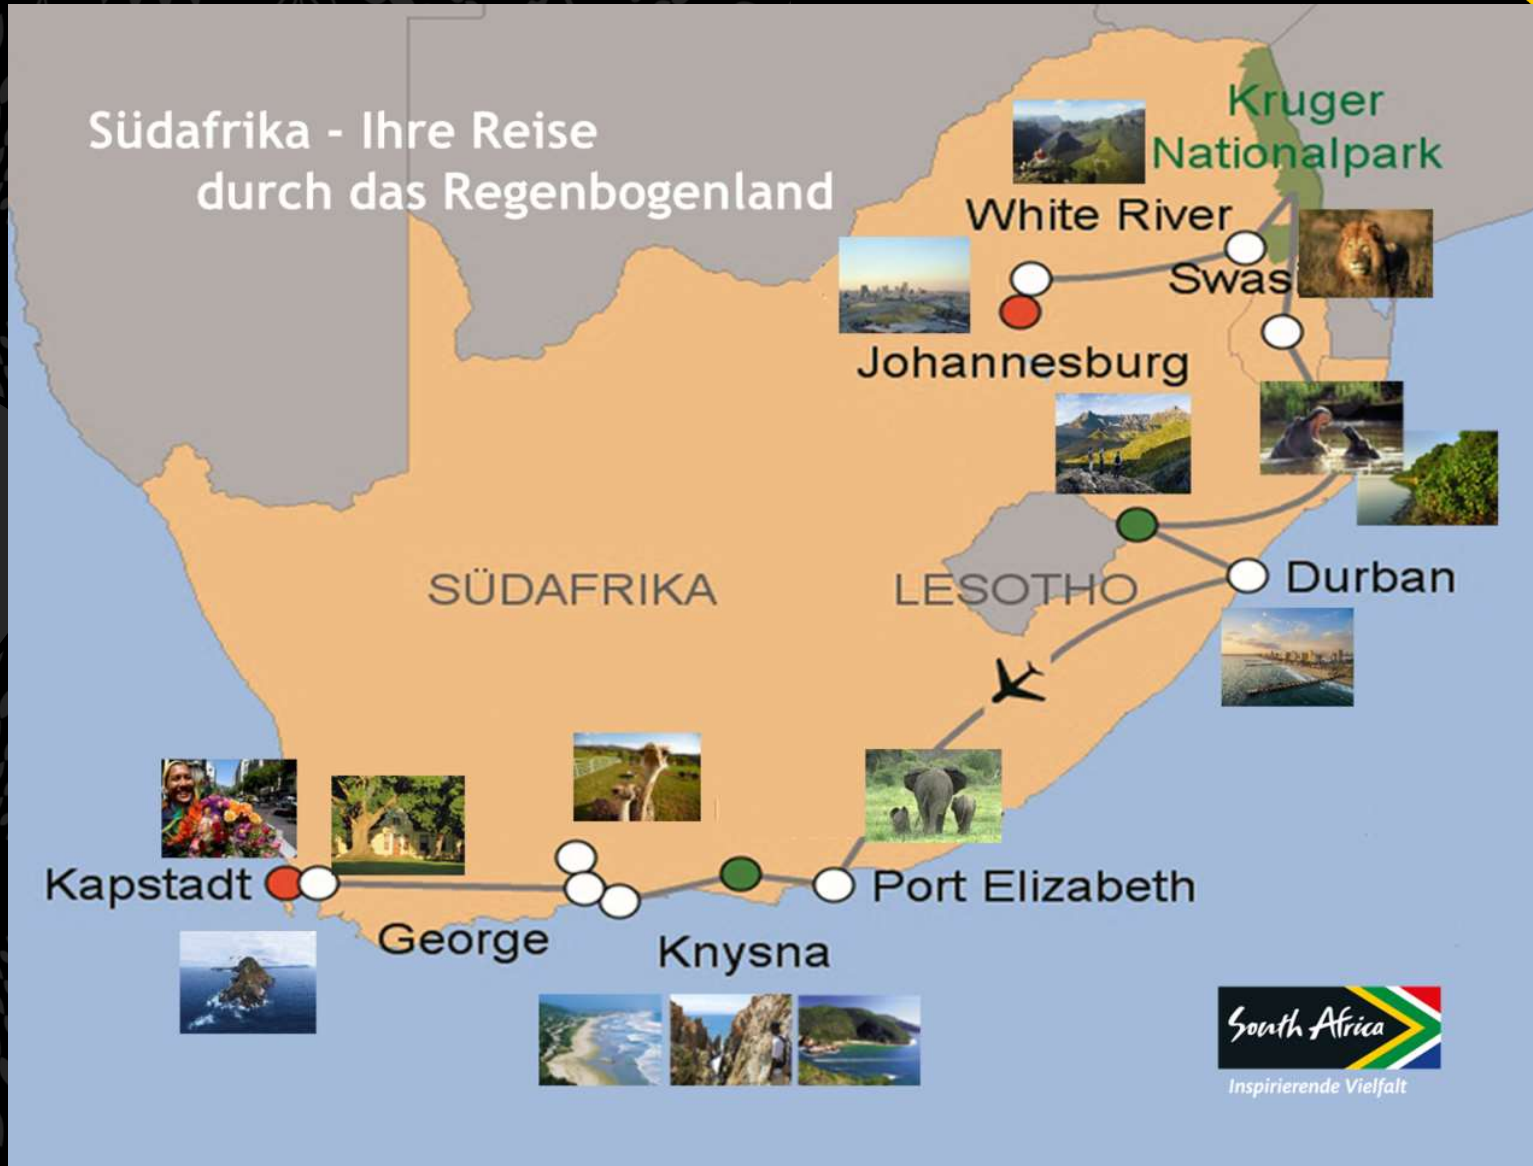 Südafrika - Ihre Reise
durch das Regenbogenland
Kruger
Nationalpark
White River
Swasi
Johannesburg
SÜDAFRIKA
LESOTHO
Durban
Kapstadt
Port Elizabeth
George
Knysna
South Africa
Inspirierende Vielfalt